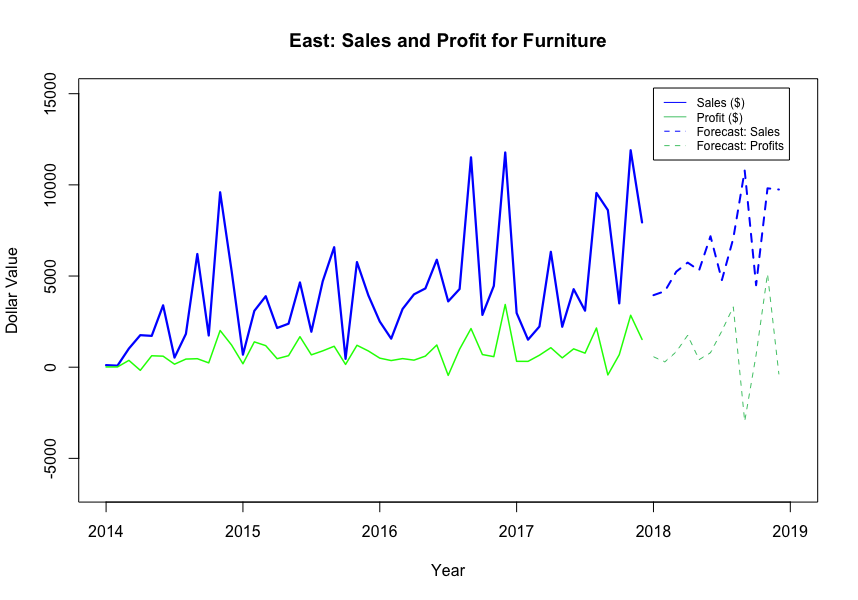 East: Sales and Profit for Furniture
Sales ($)
Profit ($)
Forecast: Sales
Forecast: Profits
15000
10000
5000
0
-5000
Dollar Value
2014 2015 2016 2017 2018 2019
Year